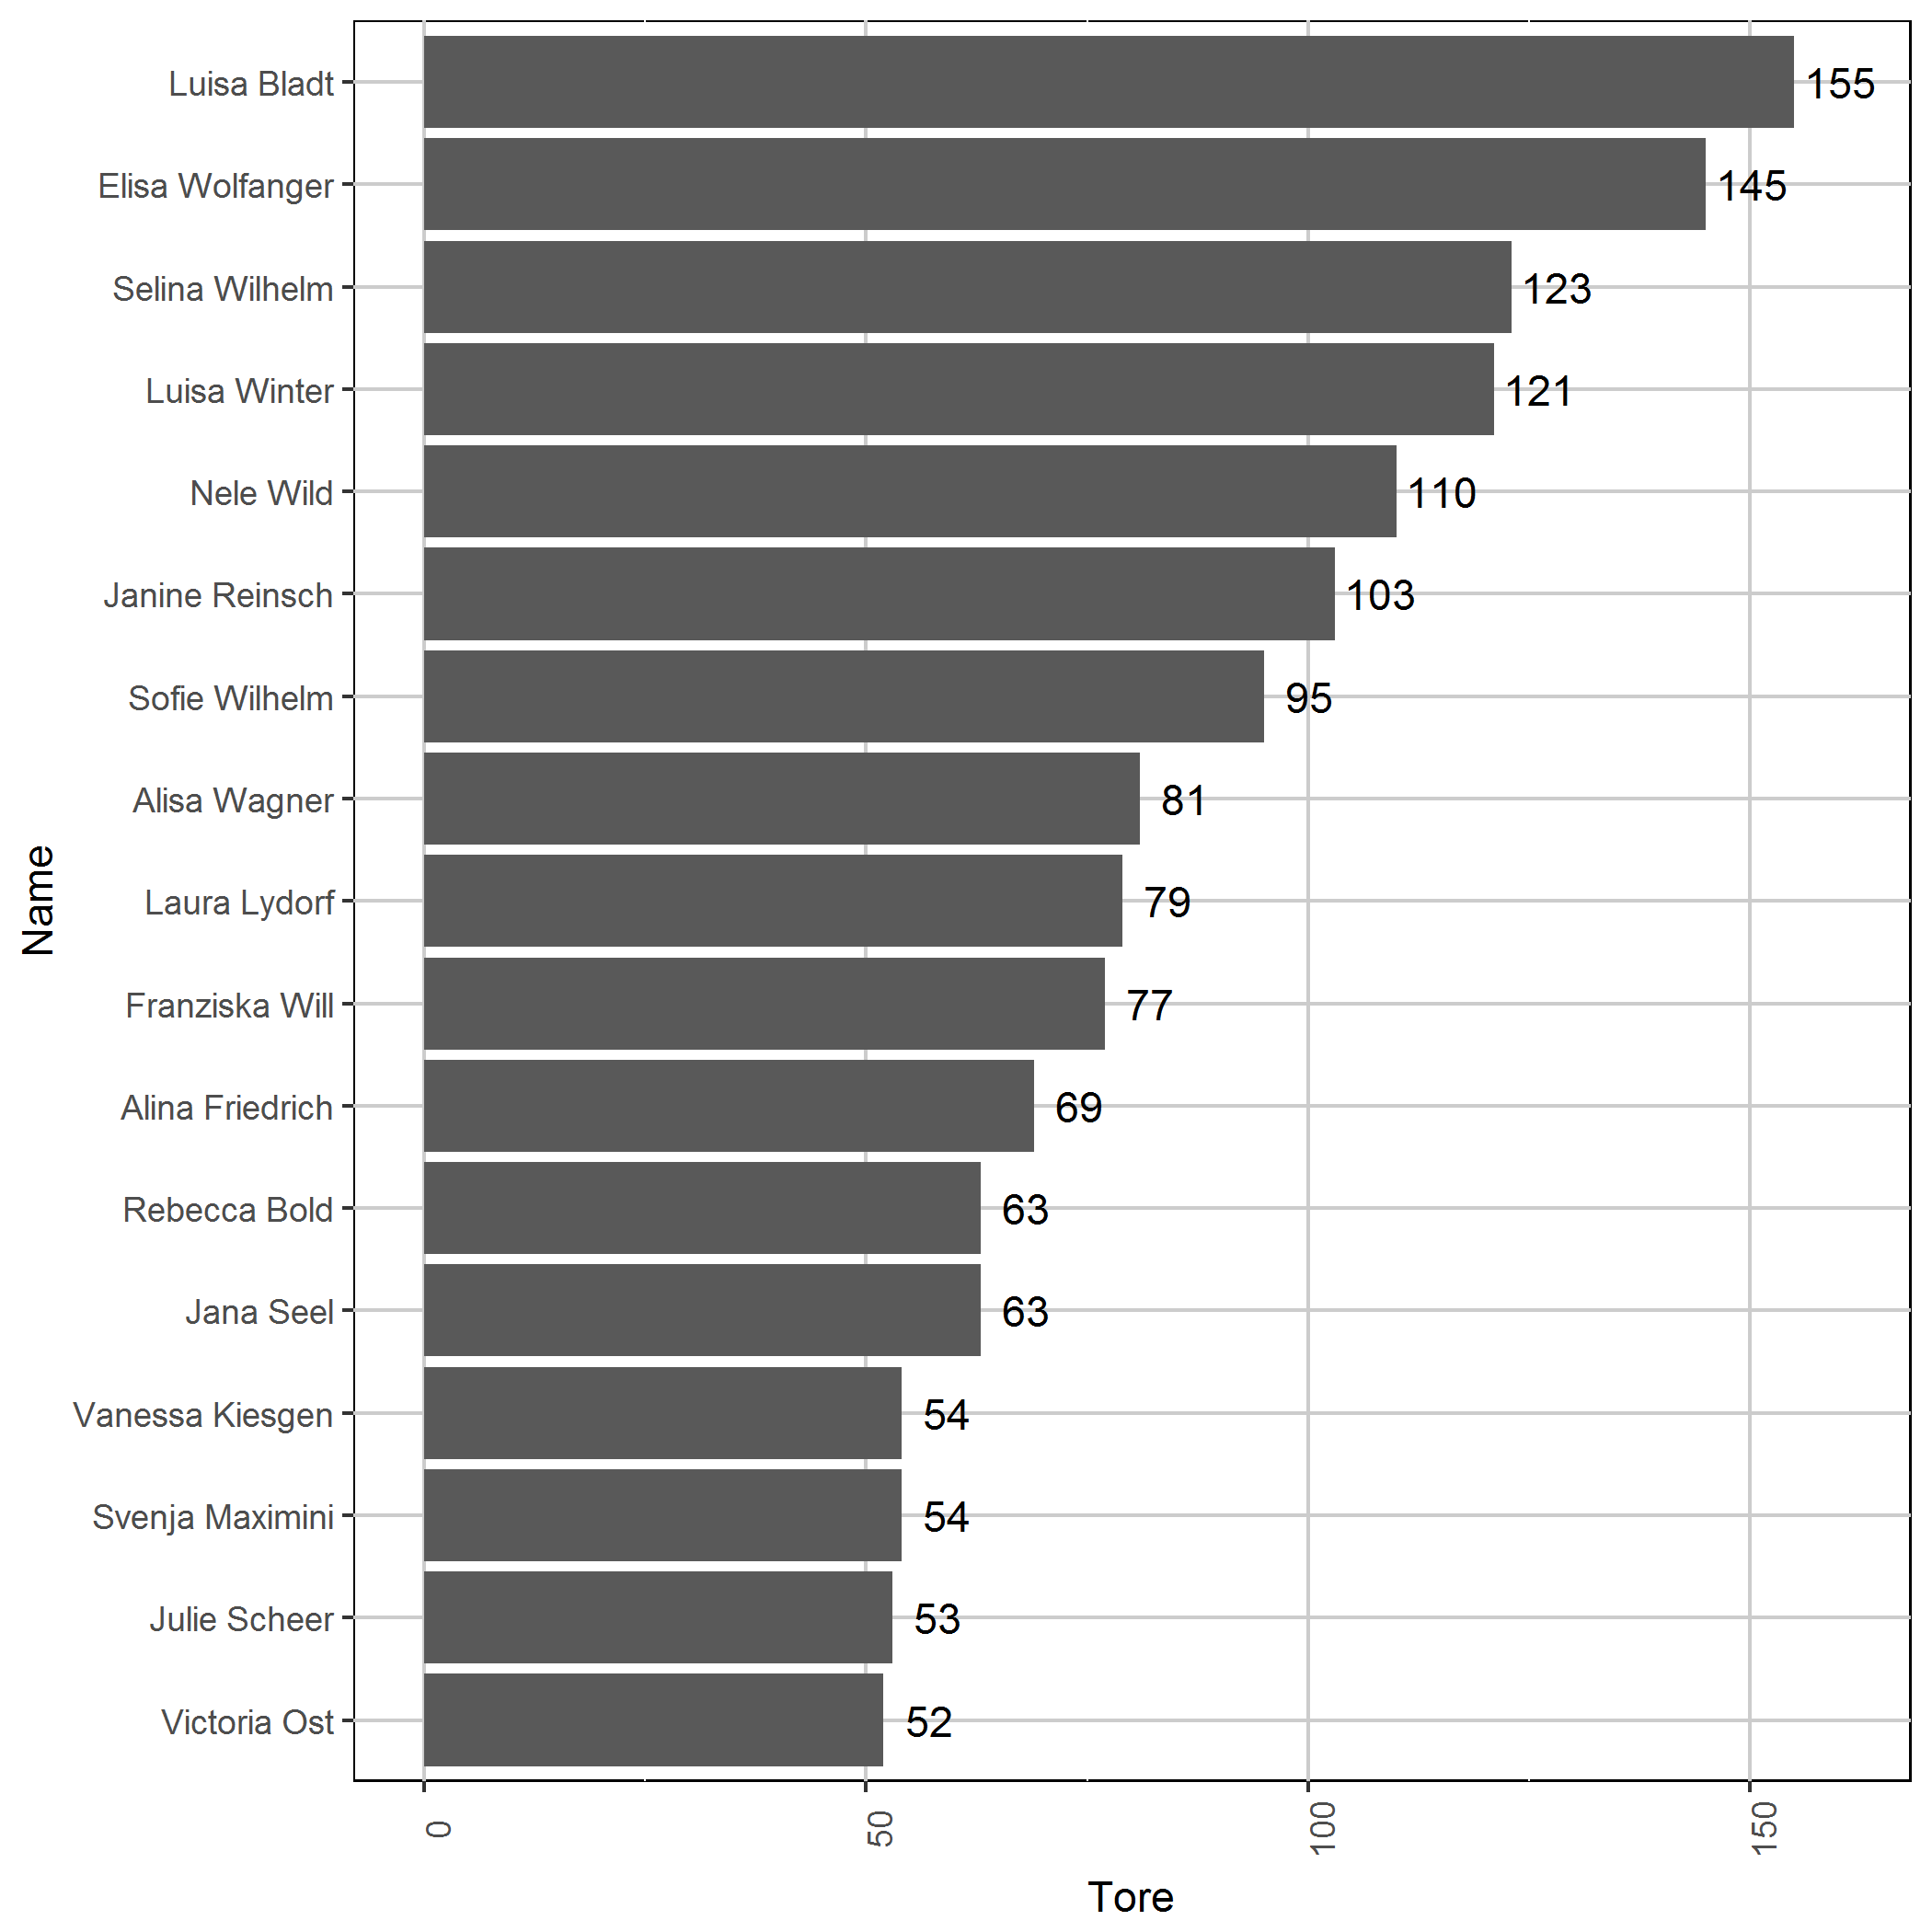 Luisa Bladt 155
Elisa Wolfanger 145
Selina Wilhelm 123
Luisa Winter 121
Nele Wild 110
Janine Reinsch 103
Sofie Wilhelm 95
Alisa Wagner 81
Laura Lydorf 79
Franziska Will 77
Alina Friedrich 69
Rebecca Bold 63
Jana Seel 63
Vanessa Kiesgen 54
Svenja Maximini 54
Julie Scheer 53
Victoria Ost 52
Name
0 50 100 150
Tore